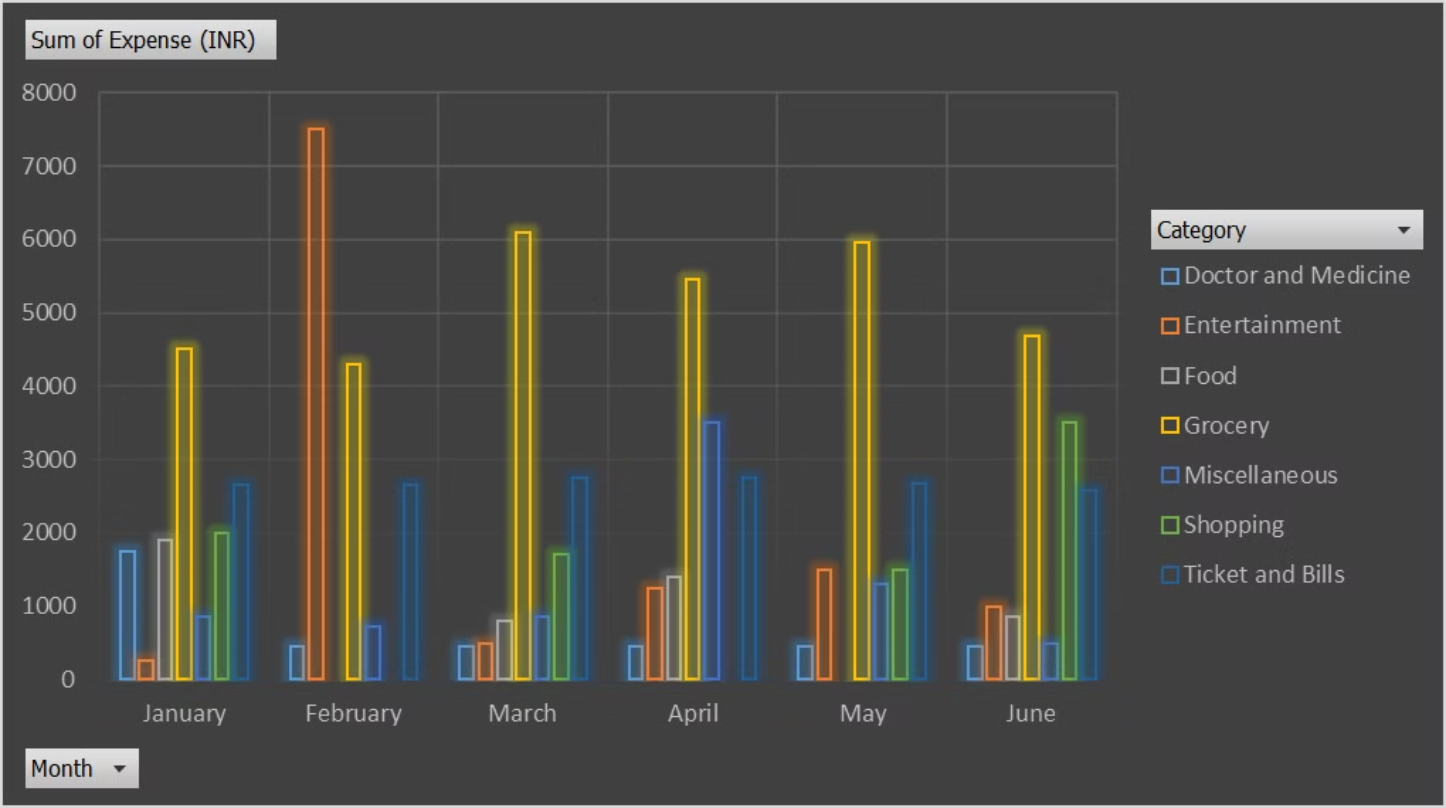 Sum of Expense (INR)
8000
7000
6000
5000
4000
3000
2000
1000
0
January February March April May June
Category
Doctor and Medicine
Entertainment
Food
Grocery
Miscellaneous
Shopping
Ticket and Bills
Month